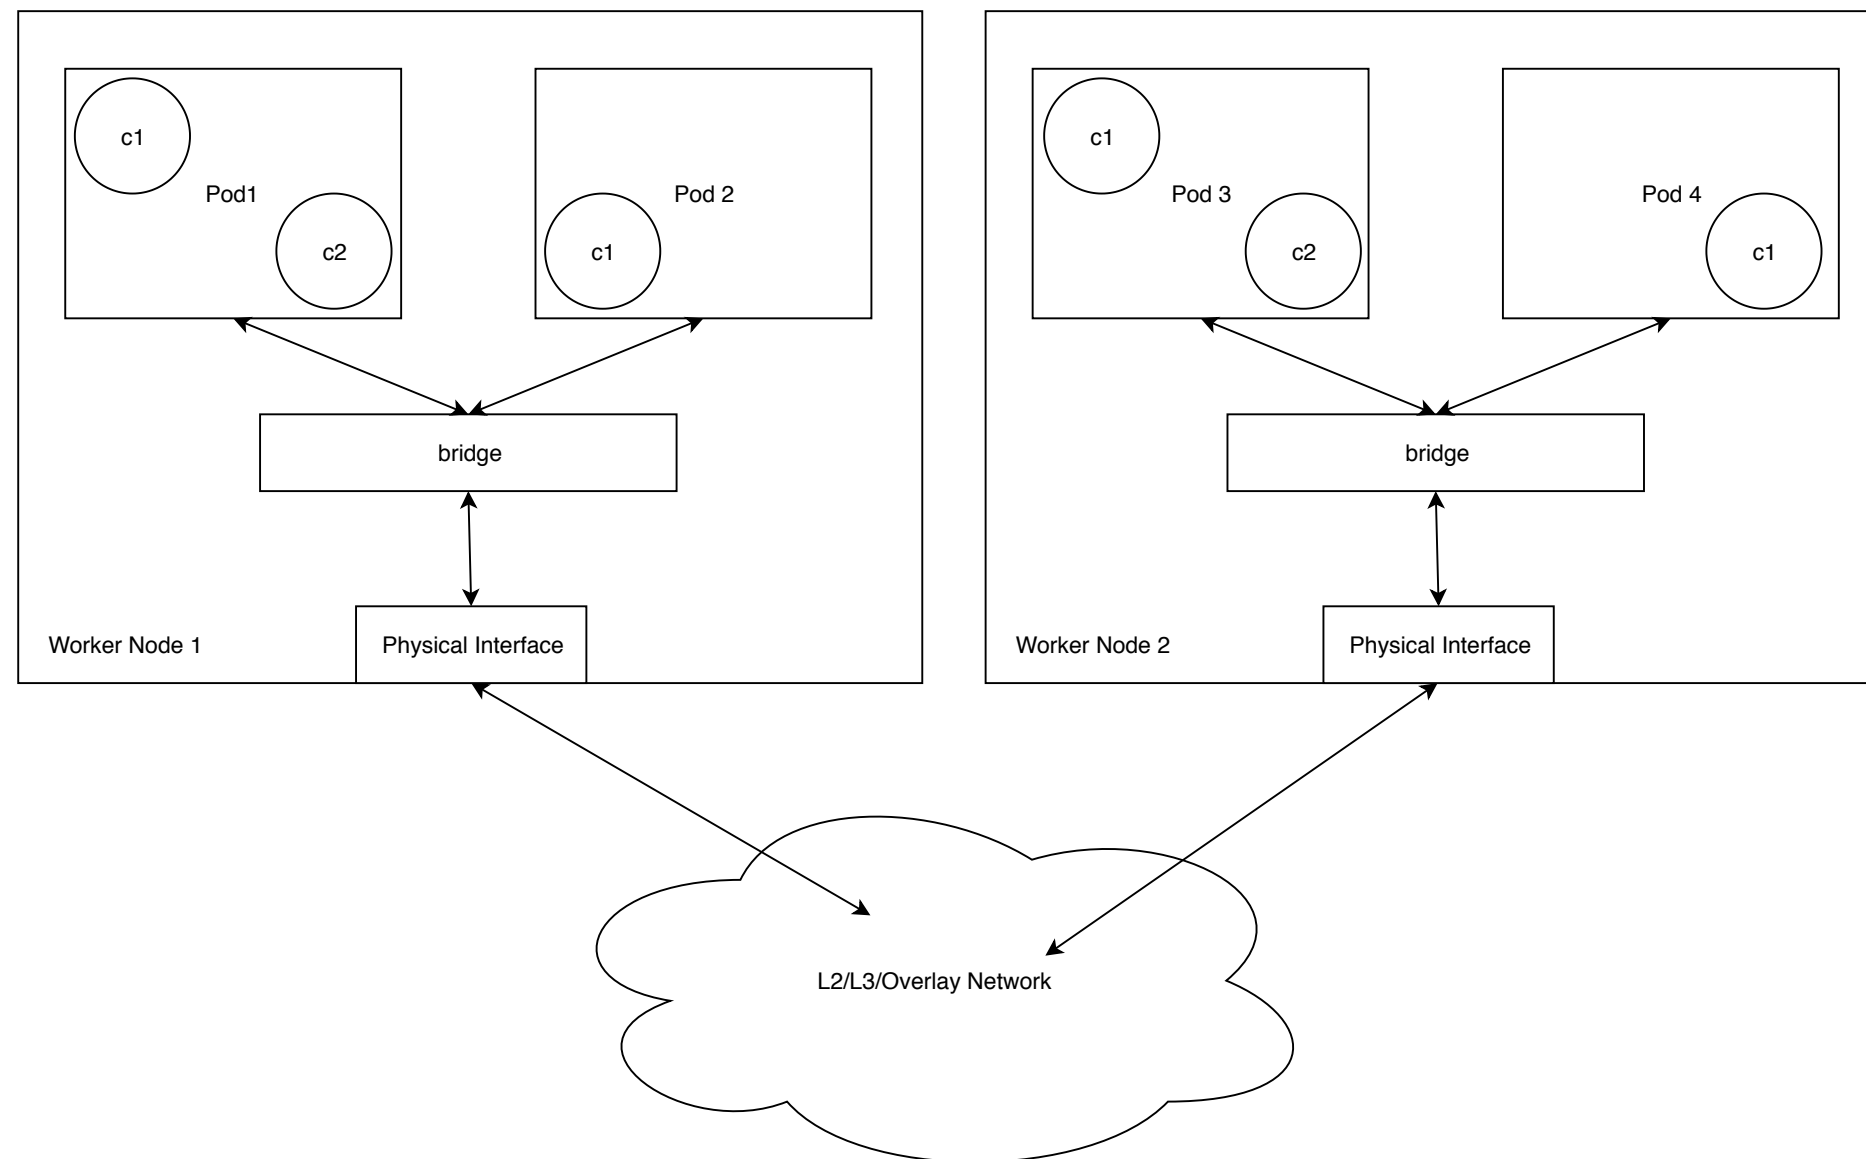 c1
Pod1
c2
Pod 2
c1
bridge
Worker Node 1
Physical Interface
c1
Pod 3
c2
Pod 4
c1
bridge
Worker Node 2
Physical Interface
L2/L3/Overlay Network